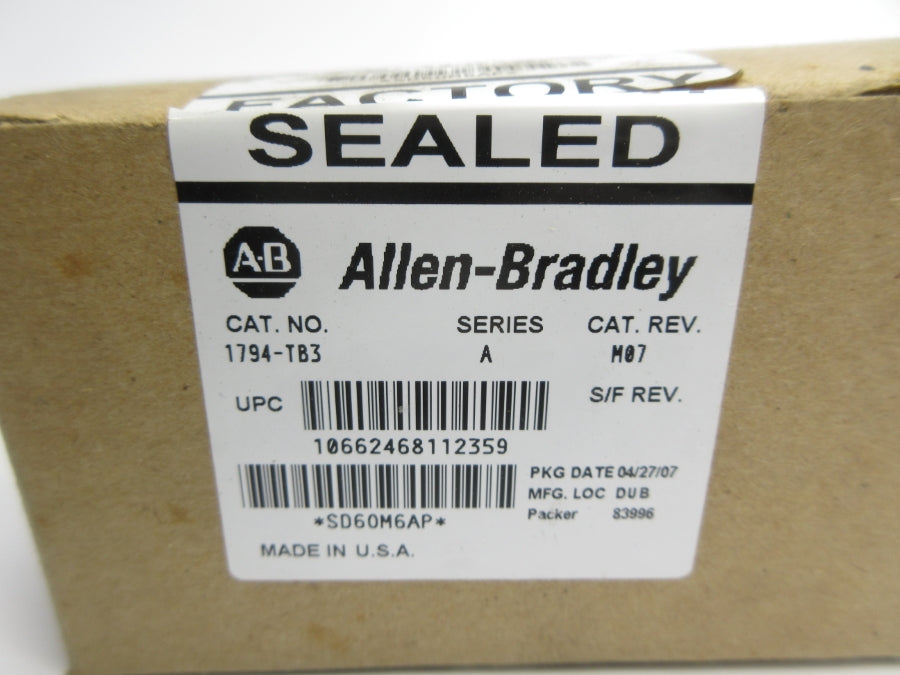 FACTORY
SEALED
A·B Allen-Bradley
CAT. NO. SERIES CAT. REV.
1794-TB3 A M07
UPC S/F REV.
10662468112359
PKG DATE 04/27/07
MFG. LOC DUB
*SD60M6AP* Packer 83996
MADE IN U.S.A.